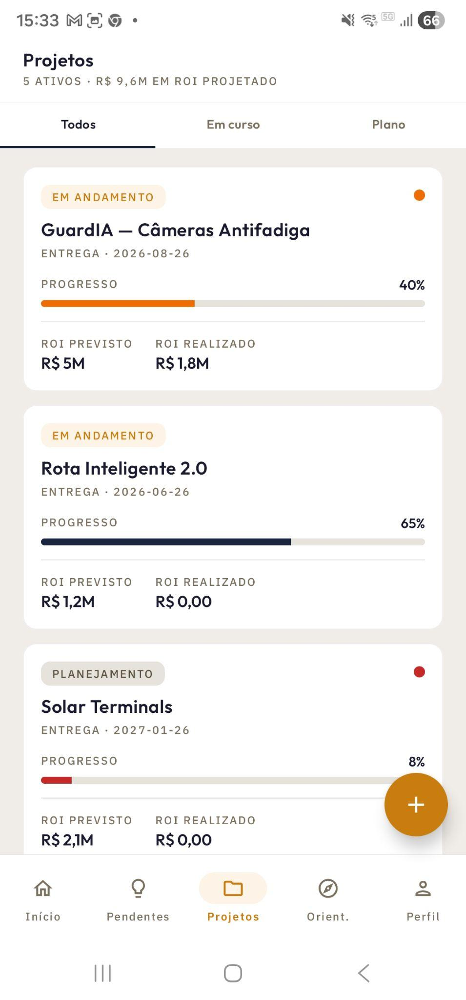 15:33
5G
66
Projetos
5 ATIVOS · R$ 9,6M EM ROI PROJETADO
Todos
Em curso
Plano
EM ANDAMENTO
GuardIA — Câmeras Antifadiga
ENTREGA · 2026-08-26
PROGRESSO
40%
ROI PREVISTO
ROI REALIZADO
R$ 5M
R$ 1,8M
EM ANDAMENTO
Rota Inteligente 2.0
ENTREGA · 2026-06-26
PROGRESSO
65%
ROI PREVISTO
ROI REALIZADO
R$ 1,2M
R$ 0,00
PLANEJAMENTO
Solar Terminals
ENTREGA · 2027-01-26
PROGRESSO
8%
ROI PREVISTO
ROI REALIZADO
R$ 2,1M
R$ 0,00
Início
Pendentes
Projetos
Orient.
Perfil